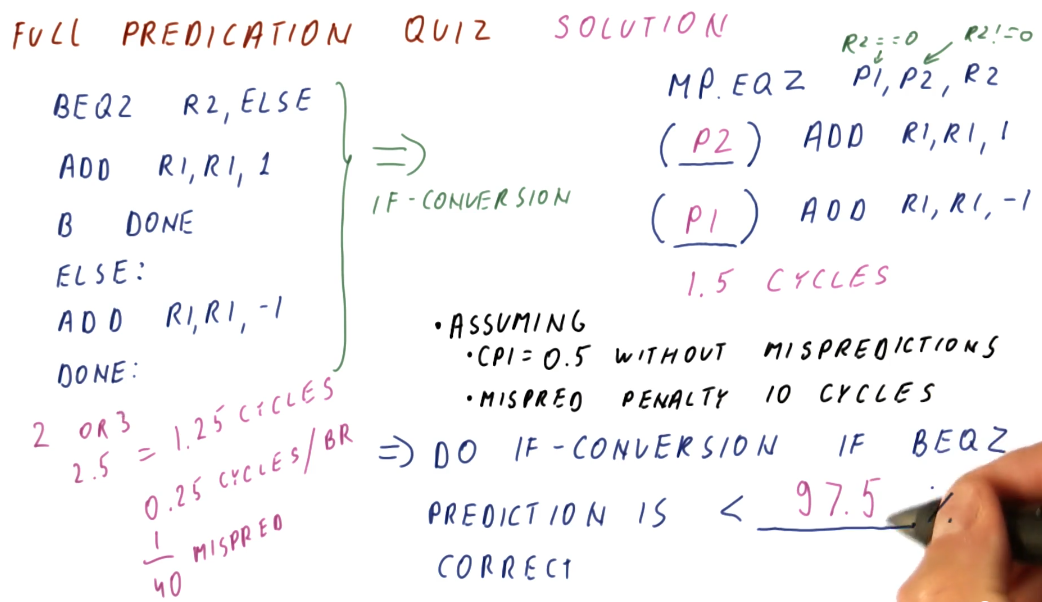 FULL PREDICATION QUIZ SOLUTION
BEQZ R2, ELSE
ADD R1, R1, 1
B DONE
ELSE:
ADD R1, R1, -1
DONE:
2 OR 3
2.5 = 1.25 CYCLES
0.25 CYCLES/BR
1/40 MISPRED
⇒
IF-CONVERSION
R2==0 R2!=0
MP.EQZ P1, P2, R2
(P2) ADD R1, R1, 1
(P1) ADD R1, R1, -1
1.5 CYCLES
• ASSUMING
• CPI = 0.5 WITHOUT MISPREDICTIONS
• MISPRED PENALTY 10 CYCLES
⇒ DO IF-CONVERSION IF BEQZ
PREDICTION IS < 97.5 %
CORRECT